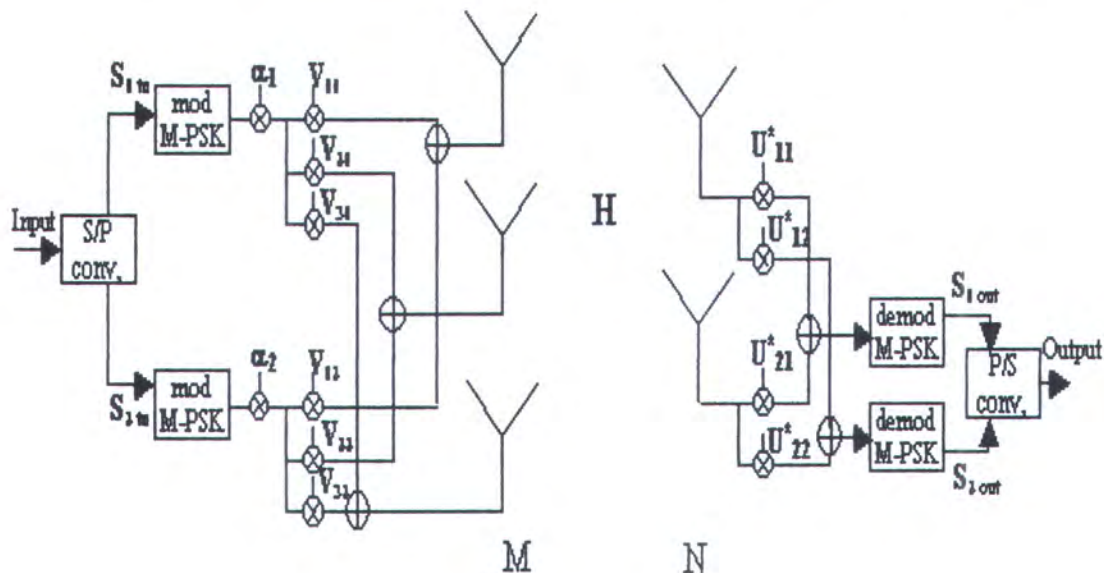 S1 in
mod
M-PSK
α1
V11
V21
V31
Input
S/P
conv.
S2 in
mod
M-PSK
α2
V12
V22
V32
M
H
N
U*11
U*12
U*21
U*22
demod
M-PSK
S1 out
demod
M-PSK
S2 out
P/S
conv.
Output